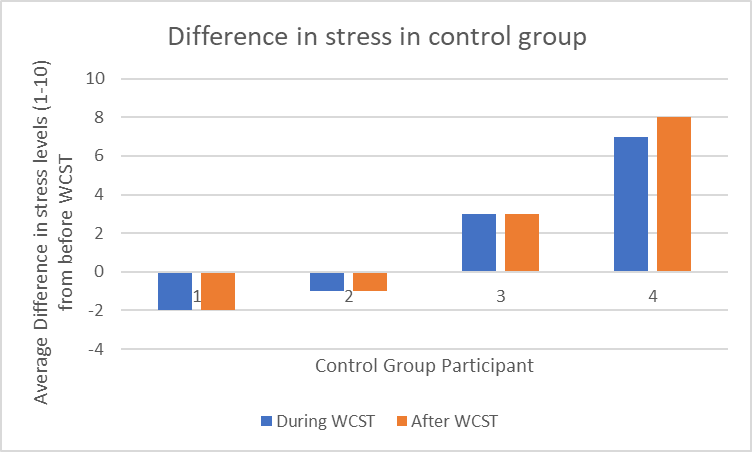 Difference in stress in control group
Average Difference in stress levels (1-10)
from before WCST
10
8
6
4
2
0
-2
-4
1 2 3 4
Control Group Participant
During WCST After WCST